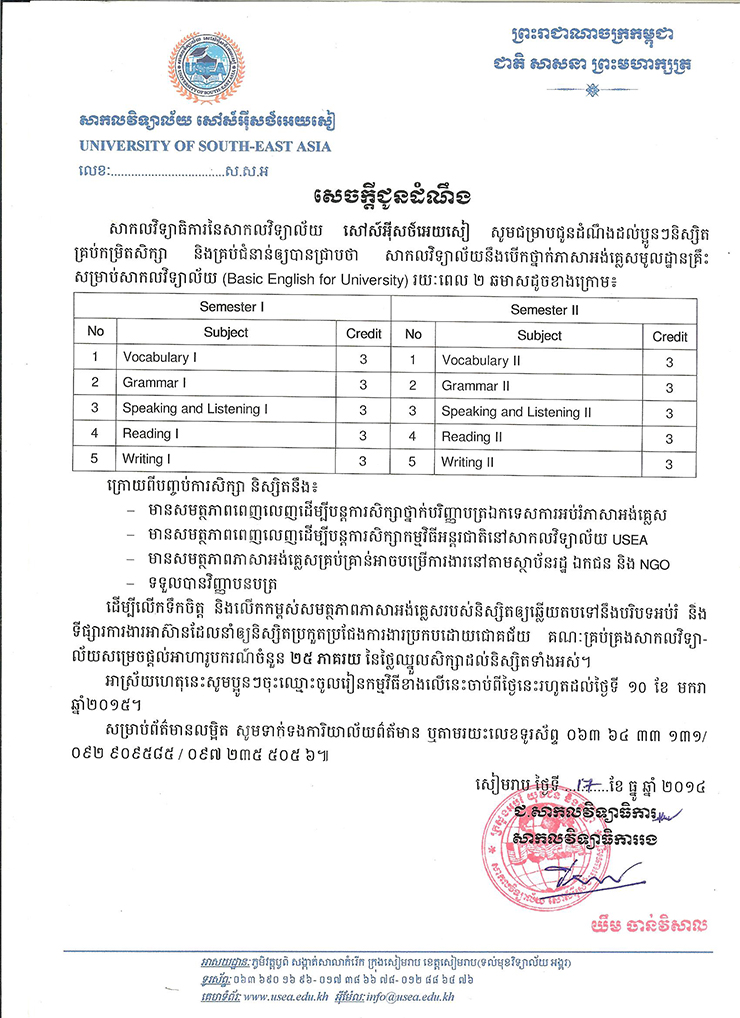 ព្រះរាជាណាចក្រកម្ពុជា
ជាតិ សាសនា ព្រះមហាក្សត្រ
សាកលវិទ្យាល័យ សៅស៍អ៊ីសថ៍អេយសៀ
UNIVERSITY OF SOUTH-EAST ASIA
លេខ:..................................ស.ស.អ
សេចក្តីជូនដំណឹង
សាកលវិទ្យាធិការនៃសាកលវិទ្យាល័យ សៅស៍អ៊ីសថ៍អេយសៀ សូមជម្រាបជូនដំណឹងដល់ប្អូនៗនិស្សិត
គ្រប់កម្រិតសិក្សា និងគ្រប់ជំនាន់ឲ្យបានជ្រាបថា សាកលវិទ្យាល័យនឹងបើកថ្នាក់ភាសាអង់គ្លេសមូលដ្ឋានគ្រឹះ
សម្រាប់សាកលវិទ្យាល័យ (Basic English for University) រយៈពេល ២ ឆមាសដូចខាងក្រោម៖
Semester I Semester II
No Subject Credit No Subject Credit
1 Vocabulary I 3 1 Vocabulary II 3
2 Grammar I 3 2 Grammar II 3
3 Speaking and Listening I 3 3 Speaking and Listening II 3
4 Reading I 3 4 Reading II 3
5 Writing I 3 5 Writing II 3
ក្រោយពីបញ្ចប់ការសិក្សា និស្សិតនឹង៖
– មានសមត្ថភាពពេញលេញដើម្បីបន្តការសិក្សាថ្នាក់បរិញ្ញាបត្រឯកទេសការអប់រំភាសាអង់គ្លេស
– មានសមត្ថភាពពេញលេញដើម្បីបន្តការសិក្សាកម្មវិធីអន្តរជាតិនៅសាកលវិទ្យាល័យ USEA
– មានសមត្ថភាពភាសាអង់គ្លេសគ្រប់គ្រាន់អាចបម្រើការងារនៅតាមស្ថាប័នរដ្ឋ ឯកជន និង NGO
– ទទួលបានវិញ្ញាបនបត្រ
ដើម្បីលើកទឹកចិត្ត និងលើកកម្ពស់សមត្ថភាពភាសាអង់គ្លេសរបស់និស្សិតឲ្យឆ្លើយតបទៅនឹងបរិបទអប់រំ និង
ទីផ្សារការងារអាស៊ានដែលនាំឲ្យនិស្សិតប្រកួតប្រជែងការងារប្រកបដោយជោគជ័យ គណៈគ្រប់គ្រងសាកលវិទ្យា-
ល័យសម្រេចផ្តល់អាហារូបករណ៍ចំនួន ២៥ ភាគរយ នៃថ្លៃឈ្នួលសិក្សាដល់និស្សិតទាំងអស់។
អាស្រ័យហេតុនេះសូមប្អូនៗចុះឈ្មោះចូលរៀនកម្មវិធីខាងលើនេះចាប់ពីថ្ងៃនេះរហូតដល់ថ្ងៃទី ១០ ខែ មករា
ឆ្នាំ២០១៥។
សម្រាប់ព័ត៌មានលម្អិត សូមទាក់ទងការិយាល័យព័ត៌មាន ឬតាមរយះលេខទូរស័ព្ទ ០៦៣ ៦៤ ៣៣ ១៣១/
០៩២ ៩០៩៥៨៥ / ០៩៧ ២៣៥ ៥០៥ ៦៕
សៀមរាប ថ្ងៃទី ....17....ខែ ធ្នូ ឆ្នាំ ២០១៤
ជ.សាកលវិទ្យាធិការ
សាកលវិទ្យាធិការរង
យឹម ចាន់វិសាល
អាសយដ្ឋាន: ភូមិវត្តបូព៌ សង្កាត់សាលាកំរើក ក្រុងសៀមរាប ខេត្តសៀមរាប(ទល់មុខវិទ្យាល័យ អង្គរ)
ទូរស័ព្ទ: ០៦៣ ៦៩០ ១៦ ៩៦- ០១៧ ៣៨ ៦៦ ៧៨- ០១២ ៨៨ ៦៤ ៧៦
គេហទំព័រ: www.usea.edu.kh អ៊ីម៉ែល: info@usea.edu.kh